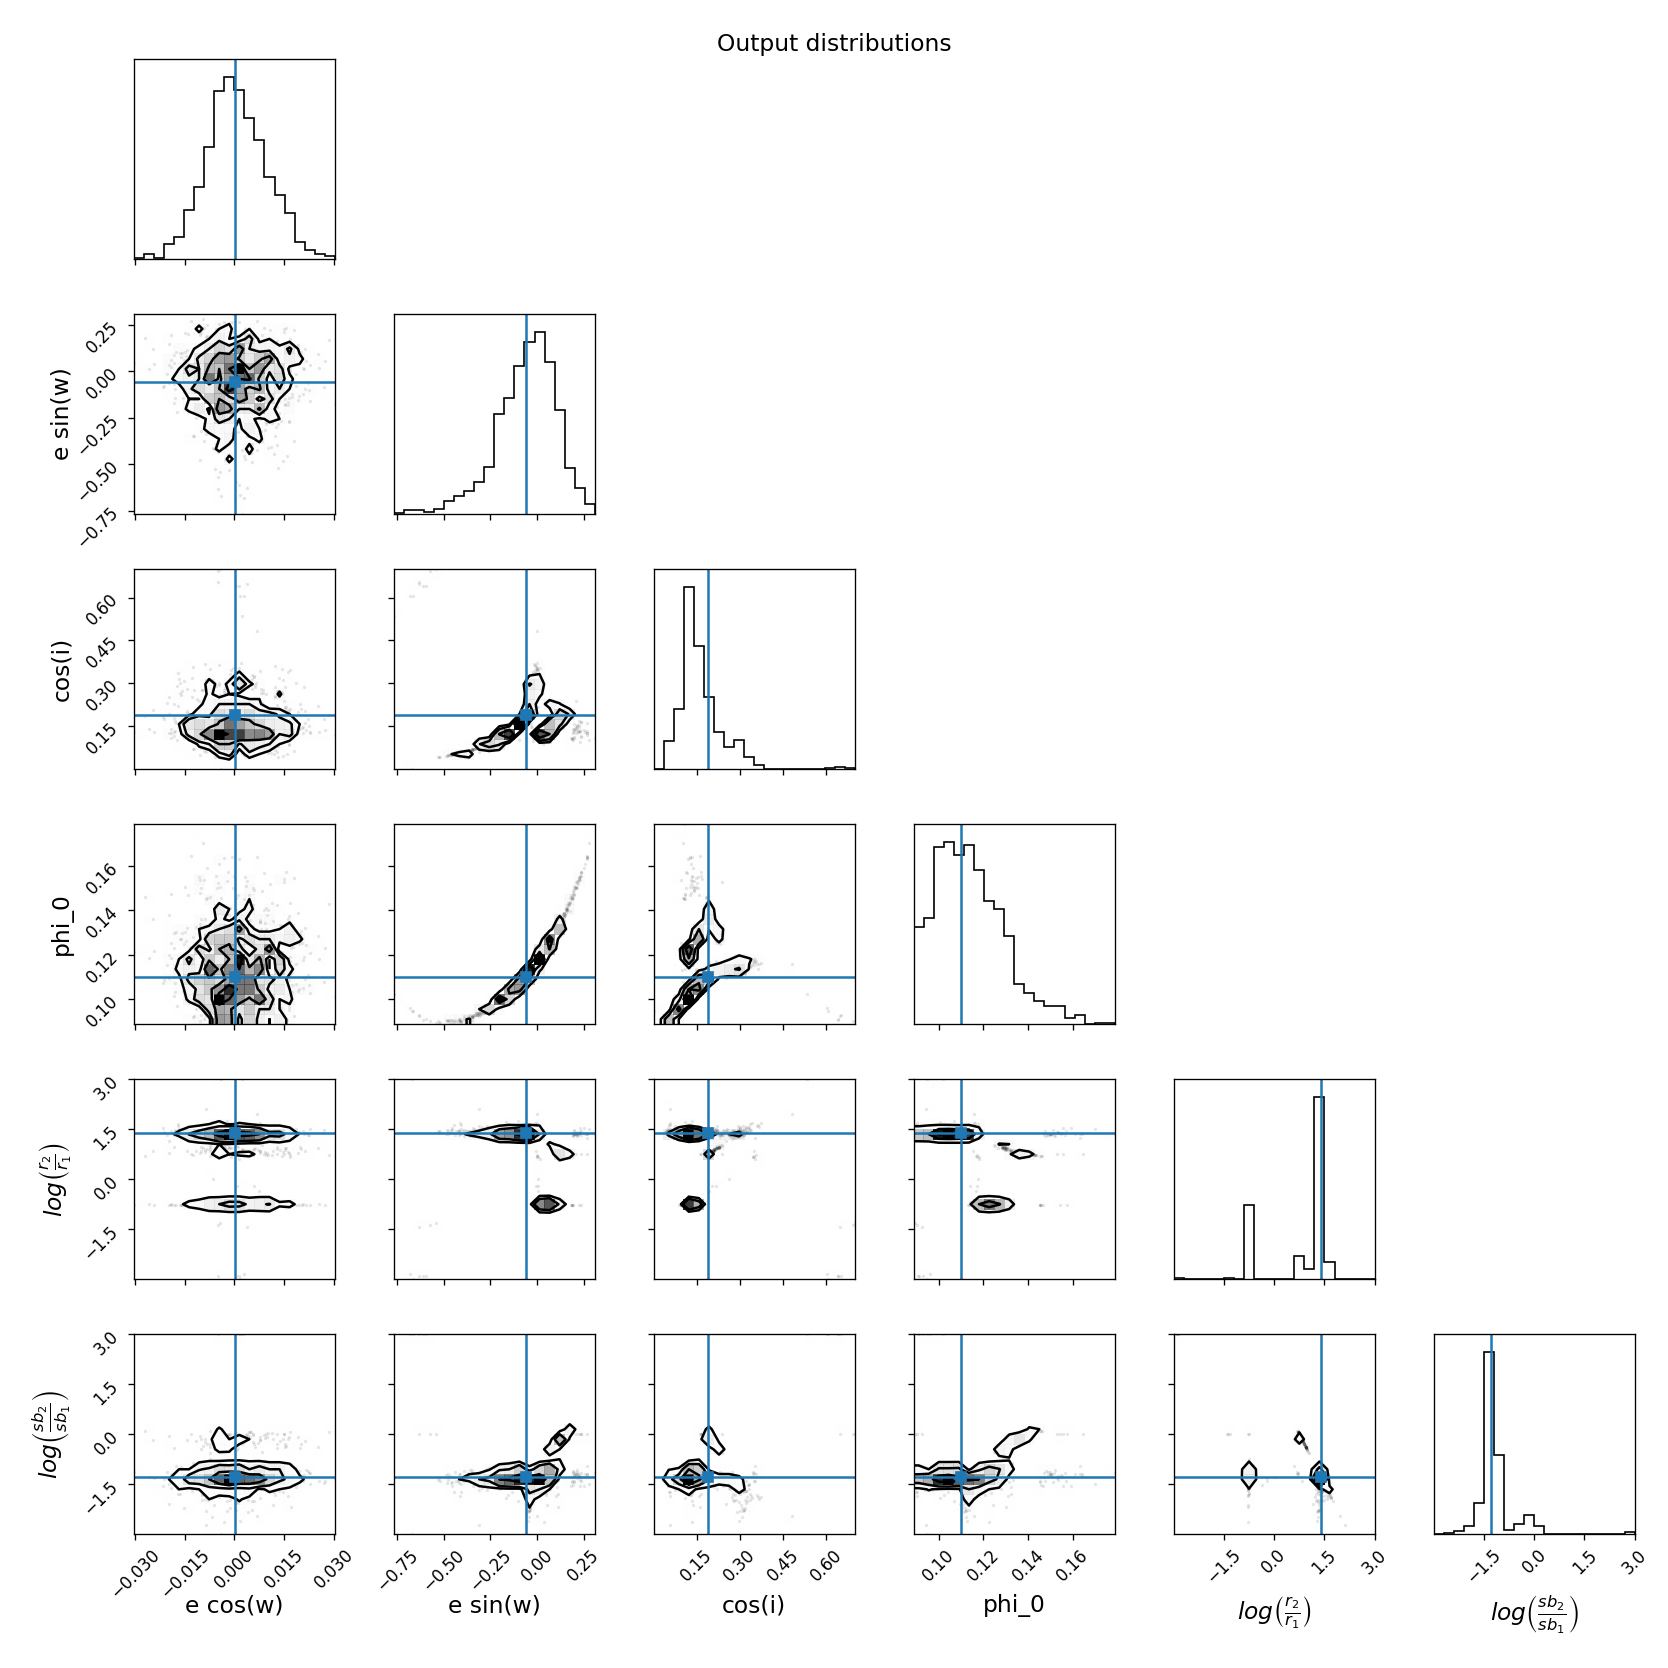 Output distributions
e sin(w)
0.25
0.00
−0.25
−0.50
−0.75
cos(i)
0.60
0.45
0.30
0.15
phi_0
0.16
0.14
0.12
0.10
log(r₂/r₁)
3.0
1.5
0.0
−1.5
log(sb₂/sb₁)
3.0
1.5
0.0
−1.5
−0.030 −0.015 0.000 0.015 0.030
−0.75 −0.50 −0.25 0.00 0.25
0.15 0.30 0.45 0.60
0.10 0.12 0.14 0.16
−1.5 0.0 1.5 3.0
−1.5 0.0 1.5 3.0
e cos(w) e sin(w) cos(i) phi_0 log(r₂/r₁) log(sb₂/sb₁)